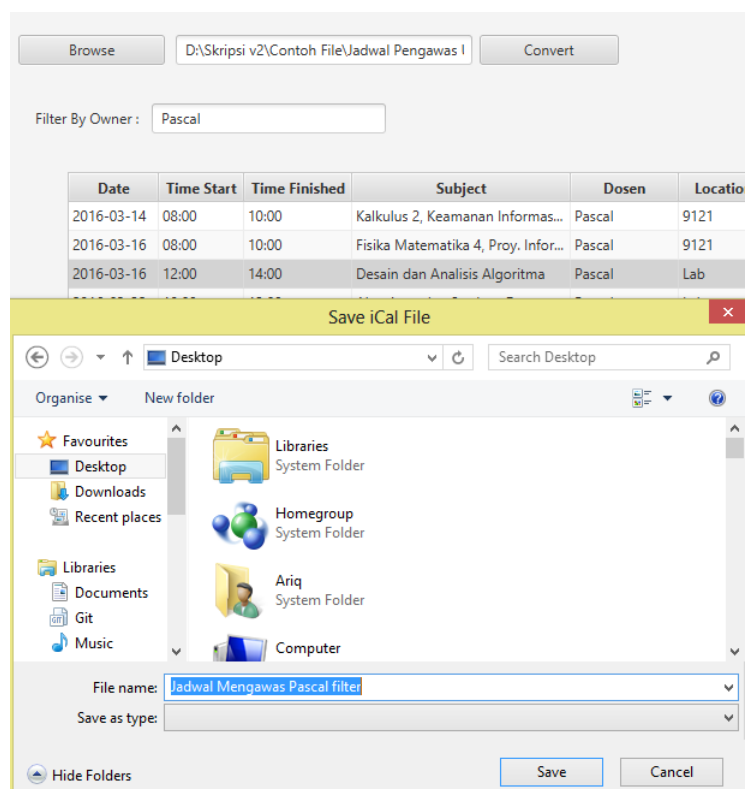 Browse D:\Skripsi v2\Contoh File\Jadwal Pengawas Convert
Filter By Owner : Pascal
Date Time Start Time Finished Subject Dosen Locatio
2016-03-14 08:00 10:00 Kalkulus 2, Keamanan Informas... Pascal 9121
2016-03-16 08:00 10:00 Fisika Matematika 4, Proy. Infor... Pascal 9121
2016-03-16 12:00 14:00 Desain dan Analisis Algoritma Pascal Lab
Save iCal File
Desktop Search Desktop
Organise New folder
Favourites
Desktop
Downloads
Recent places
Libraries
Documents
Git
Music
Libraries
System Folder
Homegroup
System Folder
Ariq
System Folder
Computer
File name: Jadwal Mengawas Pascal filter
Save as type:
Hide Folders Save Cancel